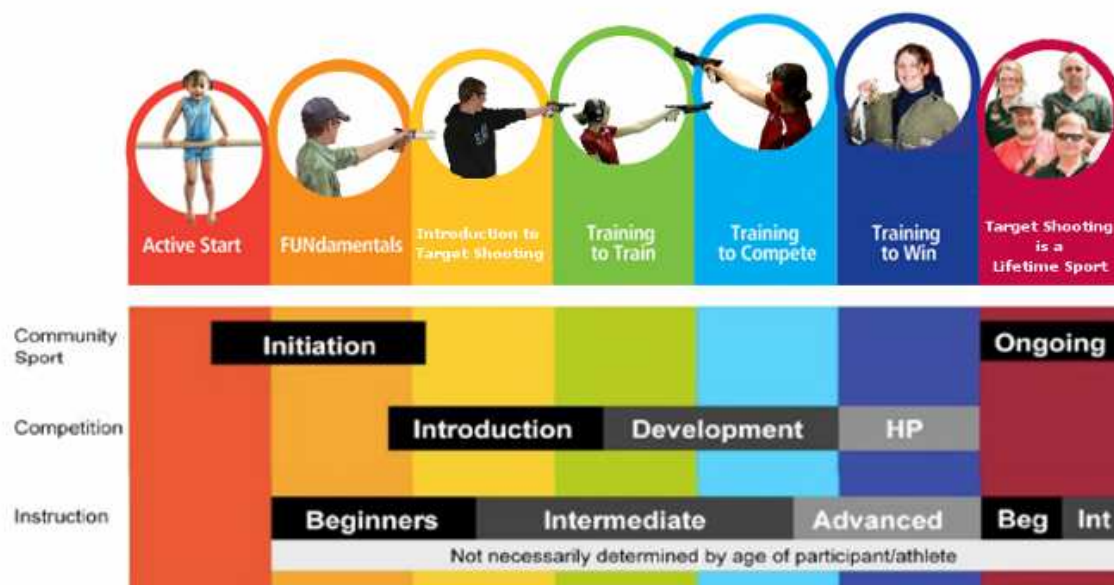 Active Start
FUNdamentals
Introduction to
Target Shooting
Training
to Train
Training
to Compete
Training
to Win
Target Shooting
is a
Lifetime Sport
Community
Sport
Initiation
Ongoing
Competition
Introduction
Development
HP
Instruction
Beginners
Intermediate
Advanced
Beg
Int
Not necessarily determined by age of participant/athlete